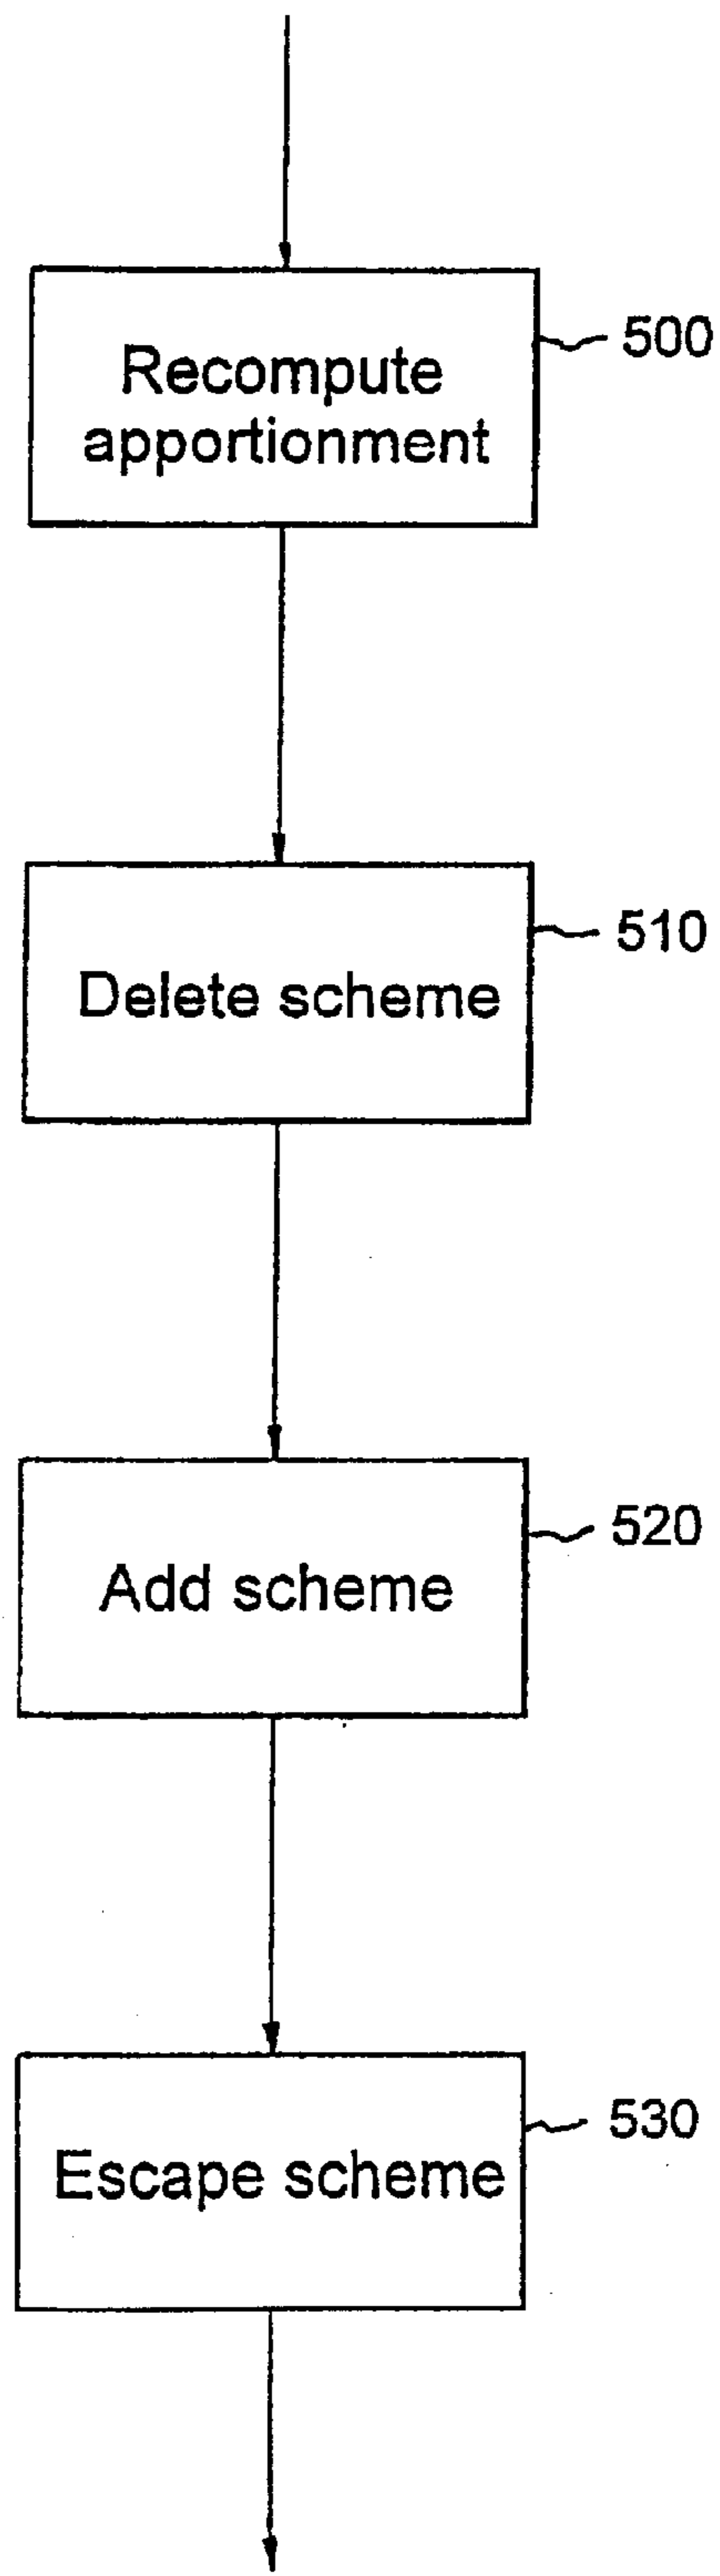 Recompute
apportionment
500
Delete scheme
510
Add scheme
520
Escape scheme
530